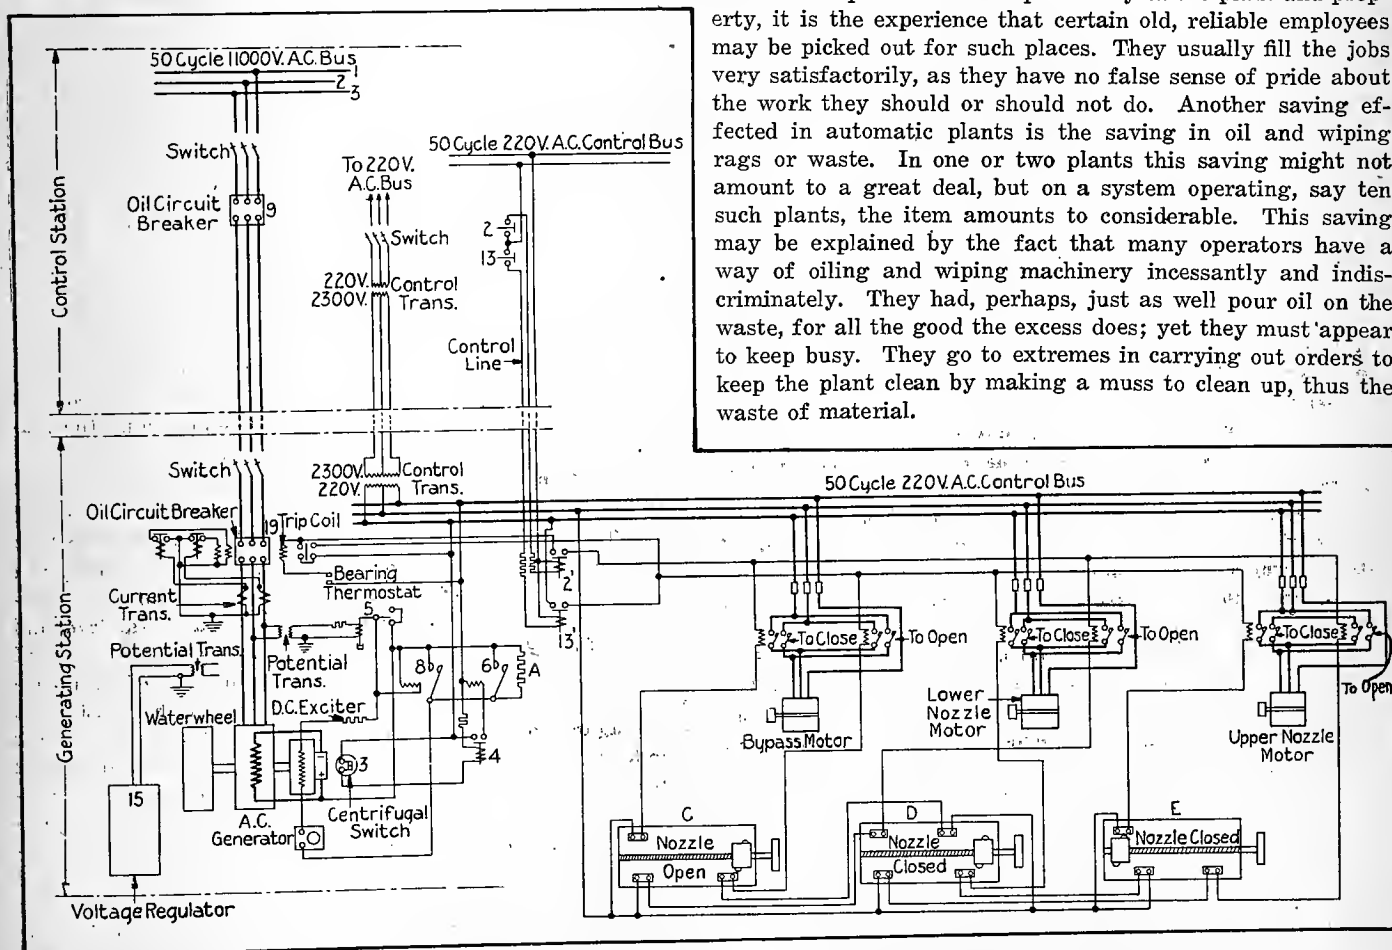 erty, it is the experience that certain old, reliable employees
may be picked out for such places. They usually fill the jobs
very satisfactorily, as they have no false sense of pride about
the work they should or should not do. Another saving ef-
fected in automatic plants is the saving in oil and wiping
rags or waste. In one or two plants this saving might not
amount to a great deal, but on a system operating, say ten
such plants, the item amounts to considerable. This saving
may be explained by the fact that many operators have a
way of oiling and wiping machinery incessantly and indis-
criminately. They had, perhaps, just as well pour oil on the
waste, for all the good the excess does; yet they must appear
to keep busy. They go to extremes in carrying out orders to
keep the plant clean by making a muss to clean up, thus the
waste of material.
Control Station
50 Cycle 11000V. A.C. Bus
1
2
3
Switch
Oil Circuit
Breaker
9
To 220V.
A.C. Bus
Switch
220V.
2300V.
Control
Trans.
50 Cycle 220V. A.C. Control Bus
2
13
Control
Line
Generating Station
Switch
2300V.
220V.
Control
Trans.
50 Cycle 220V. A.C. Control Bus
Oil Circuit Breaker
19
Trip Coil
Bearing
Thermostat
2'
13'
Current
Trans.
5
Potential Trans.
Potential
Trans.
8
6
A
D.C. Exciter
Waterwheel
3
4
15
A.C.
Generator
Centrifugal
Switch
Voltage Regulator
To Close
To Open
Bypass Motor
To Close
To Open
Lower
Nozzle
Motor
To Close
To Open
Upper Nozzle
Motor
C
Nozzle
Open
D
Nozzle
Closed
E
Nozzle Closed